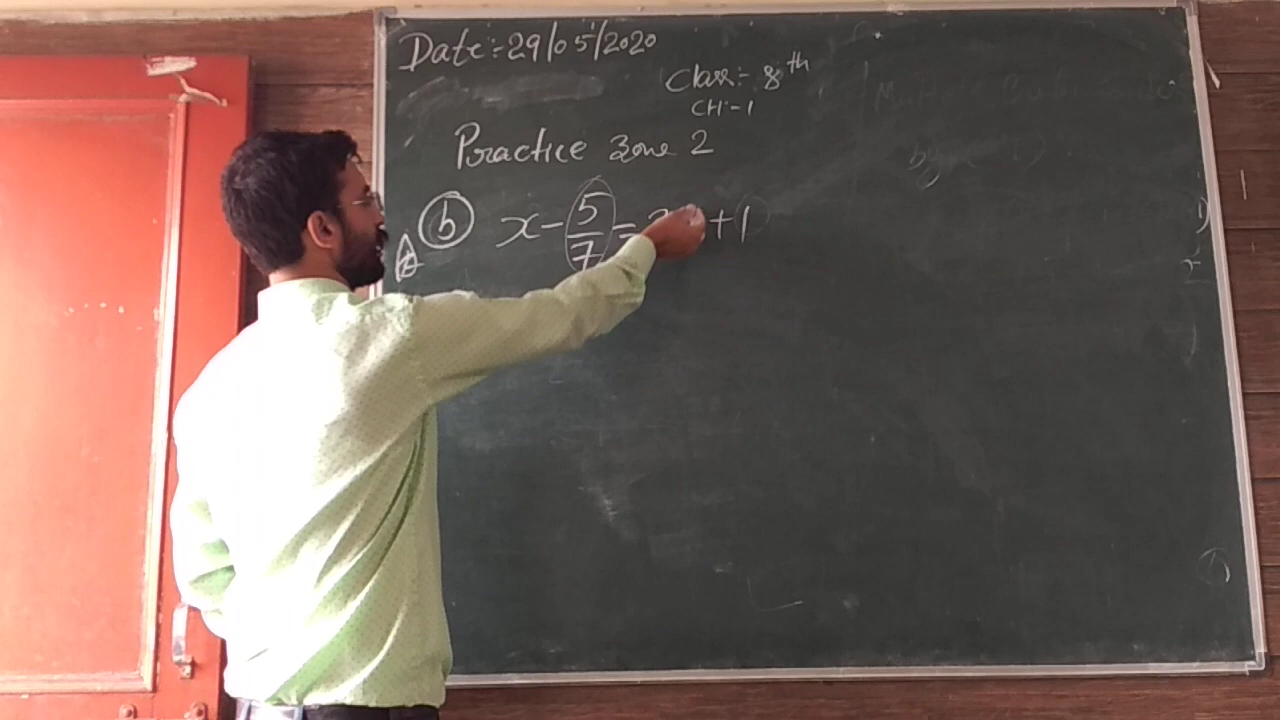 Date:- 29/05/2020
Class:- 8th
CH:-1
Practice Zone 2
b x - 5/7 = +1